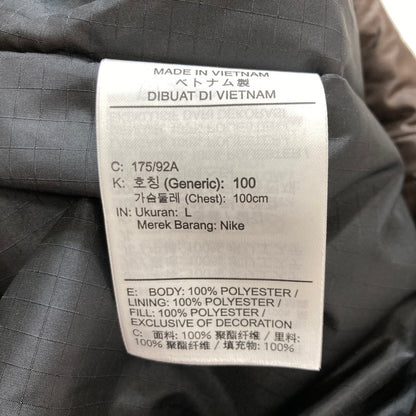 MADE IN VIETNAM
ベトナム製
DIBUAT DI VIETNAM
C: 175/92A
K: 호칭 (Generic): 100
가슴둘레 (Chest): 100cm
IN: Ukuran: L
Merek Barang: Nike
E: BODY: 100% POLYESTER /
LINING: 100% POLYESTER /
FILL: 100% POLYESTER /
EXCLUSIVE OF DECORATION
C: 面料: 100% 聚酯纤维 / 里料:
100% 聚酯纤维 / 填充物: 100%